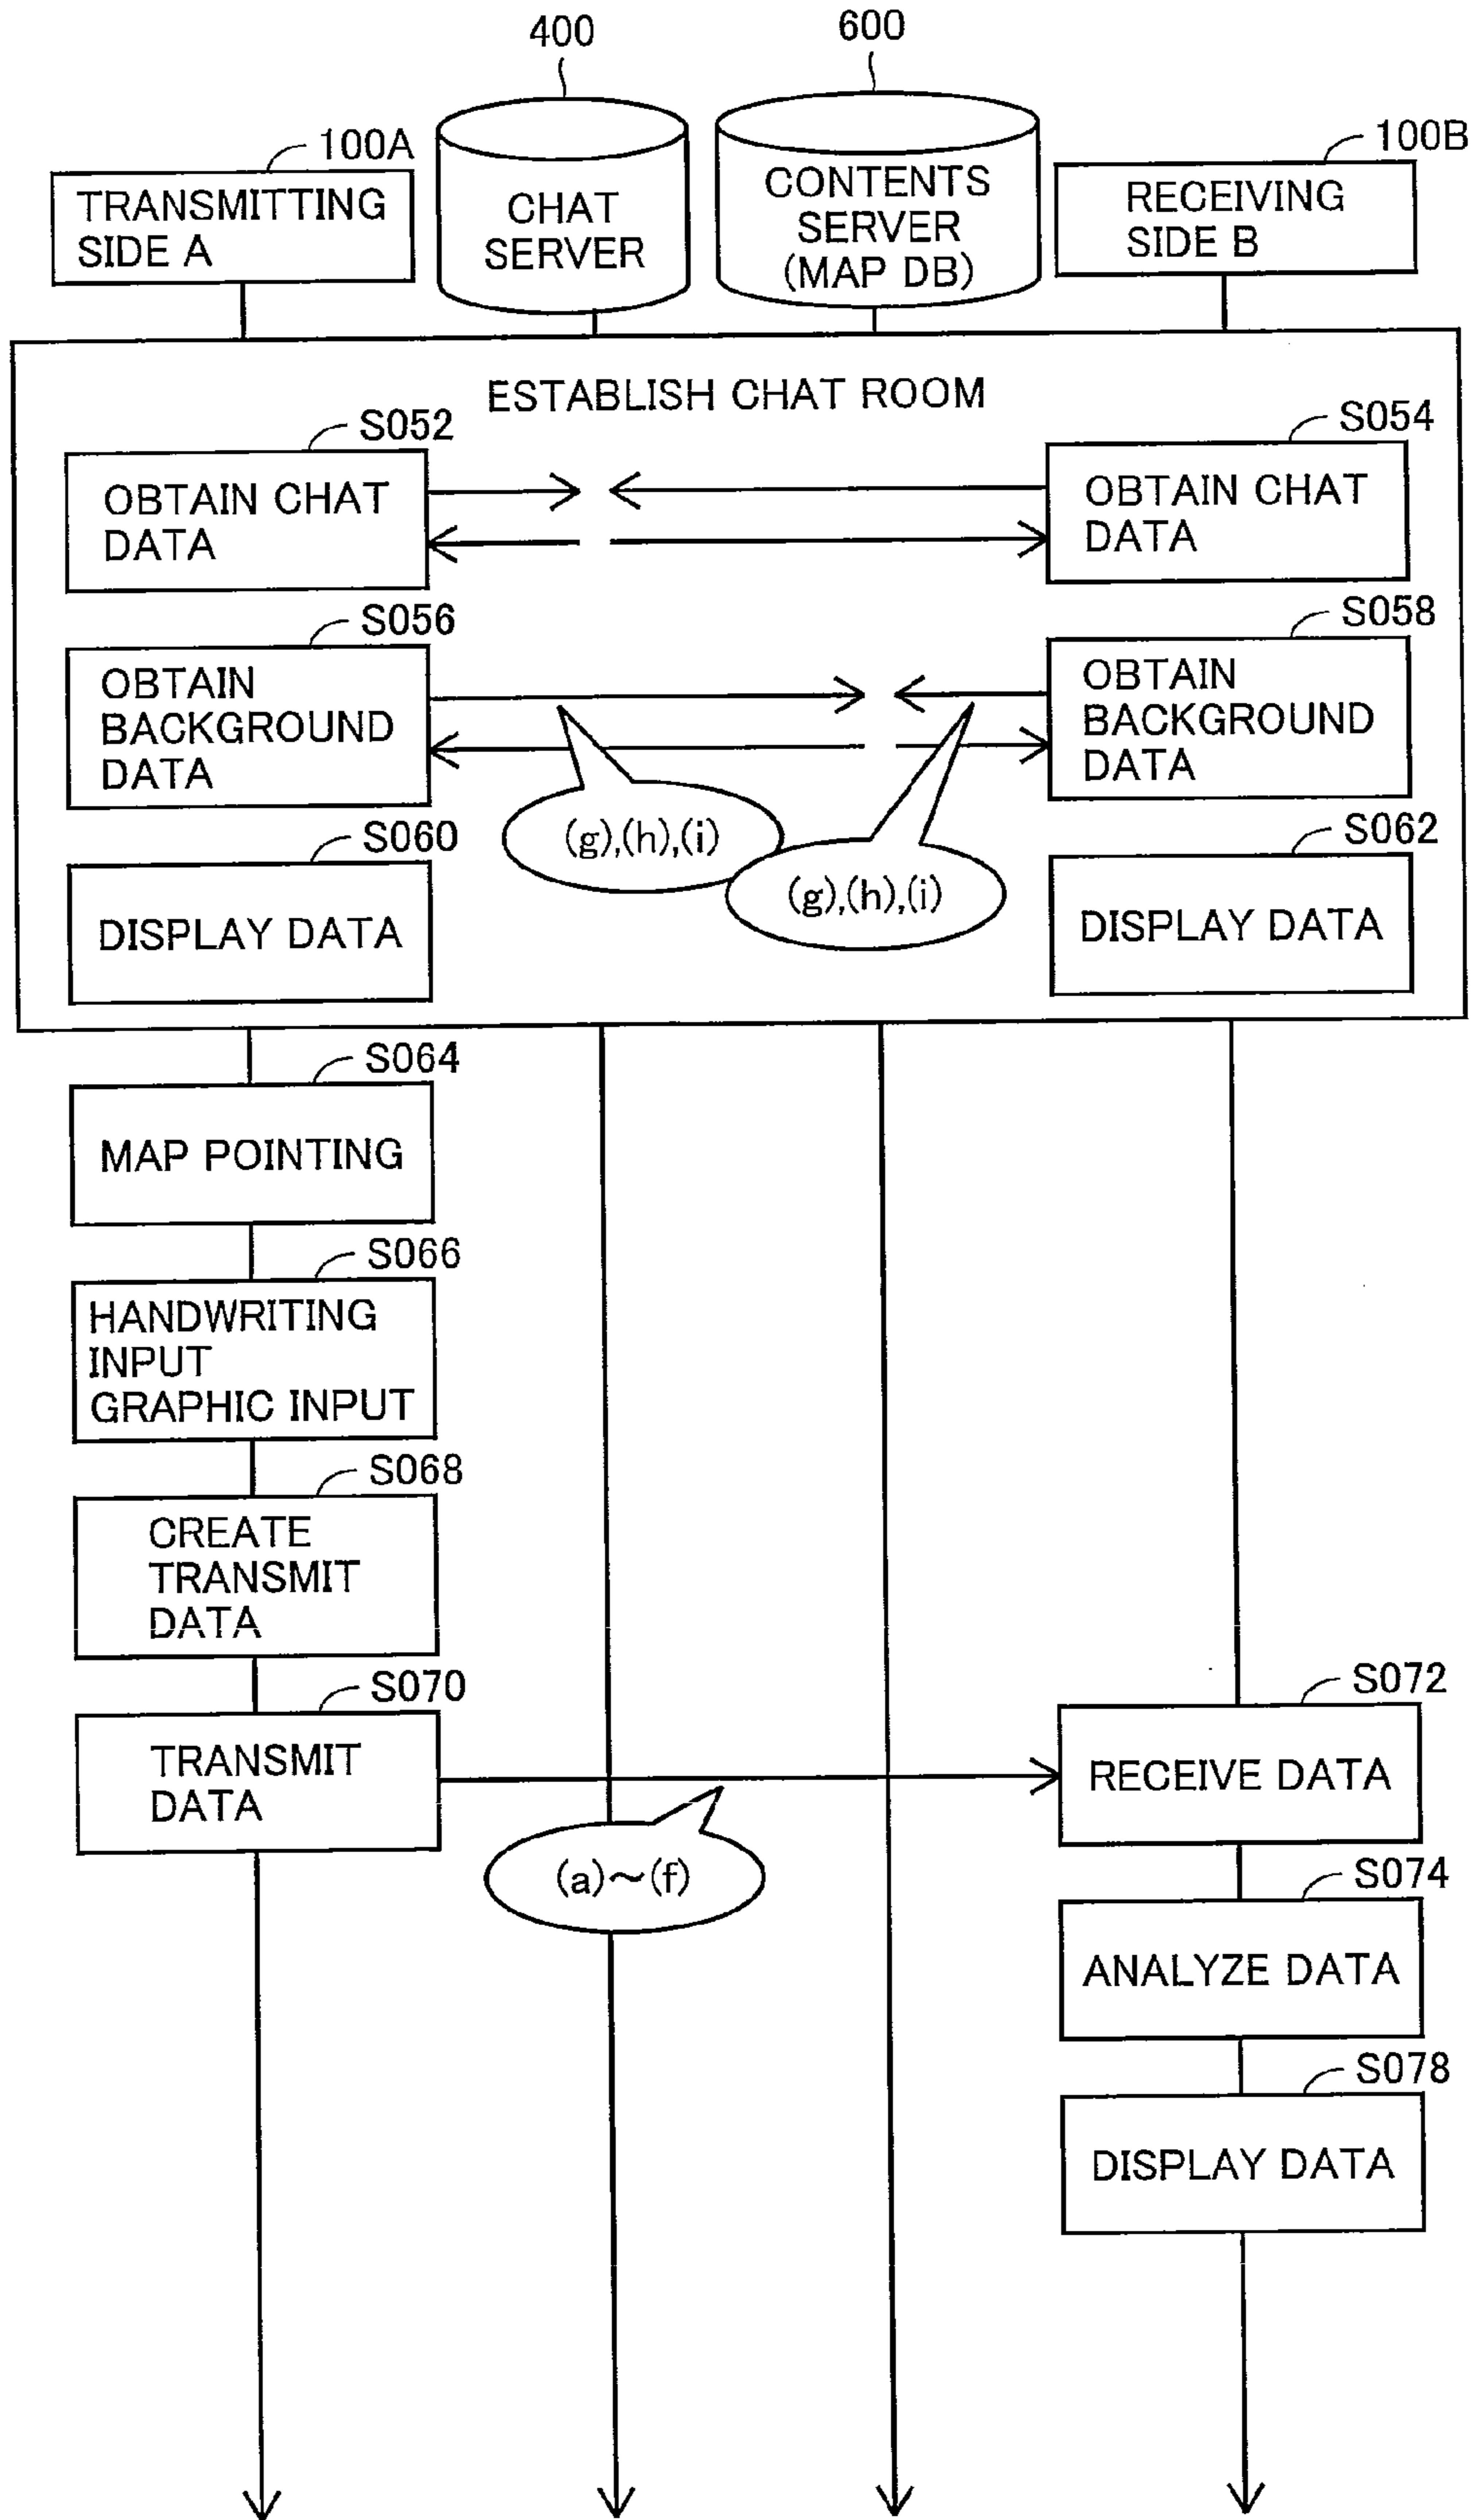 400
600
100A
100B
TRANSMITTING
SIDE A
CHAT
SERVER
CONTENTS
SERVER
(MAP DB)
RECEIVING
SIDE B
ESTABLISH CHAT ROOM
S052
S054
OBTAIN CHAT
DATA
OBTAIN CHAT
DATA
S056
S058
OBTAIN
BACKGROUND
DATA
OBTAIN
BACKGROUND
DATA
(g),(h),(i)
(g),(h),(i)
S060
S062
DISPLAY DATA
DISPLAY DATA
S064
MAP POINTING
S066
HANDWRITING
INPUT
GRAPHIC INPUT
S068
CREATE
TRANSMIT
DATA
S070
S072
TRANSMIT
DATA
RECEIVE DATA
(a)~(f)
S074
ANALYZE DATA
S078
DISPLAY DATA